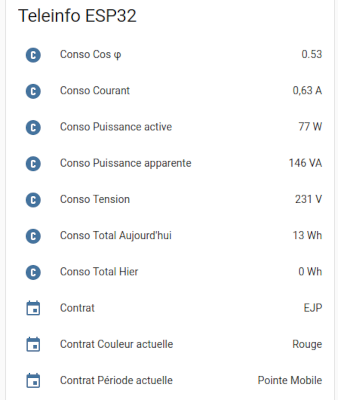 Teleinfo ESP32
C Conso Cos φ 0.53
C Conso Courant 0,63 A
C Conso Puissance active 77 W
C Conso Puissance apparente 146 VA
C Conso Tension 231 V
C Conso Total Aujourd'hui 13 Wh
C Conso Total Hier 0 Wh
Contrat EJP
Contrat Couleur actuelle Rouge
Contrat Période actuelle Pointe Mobile